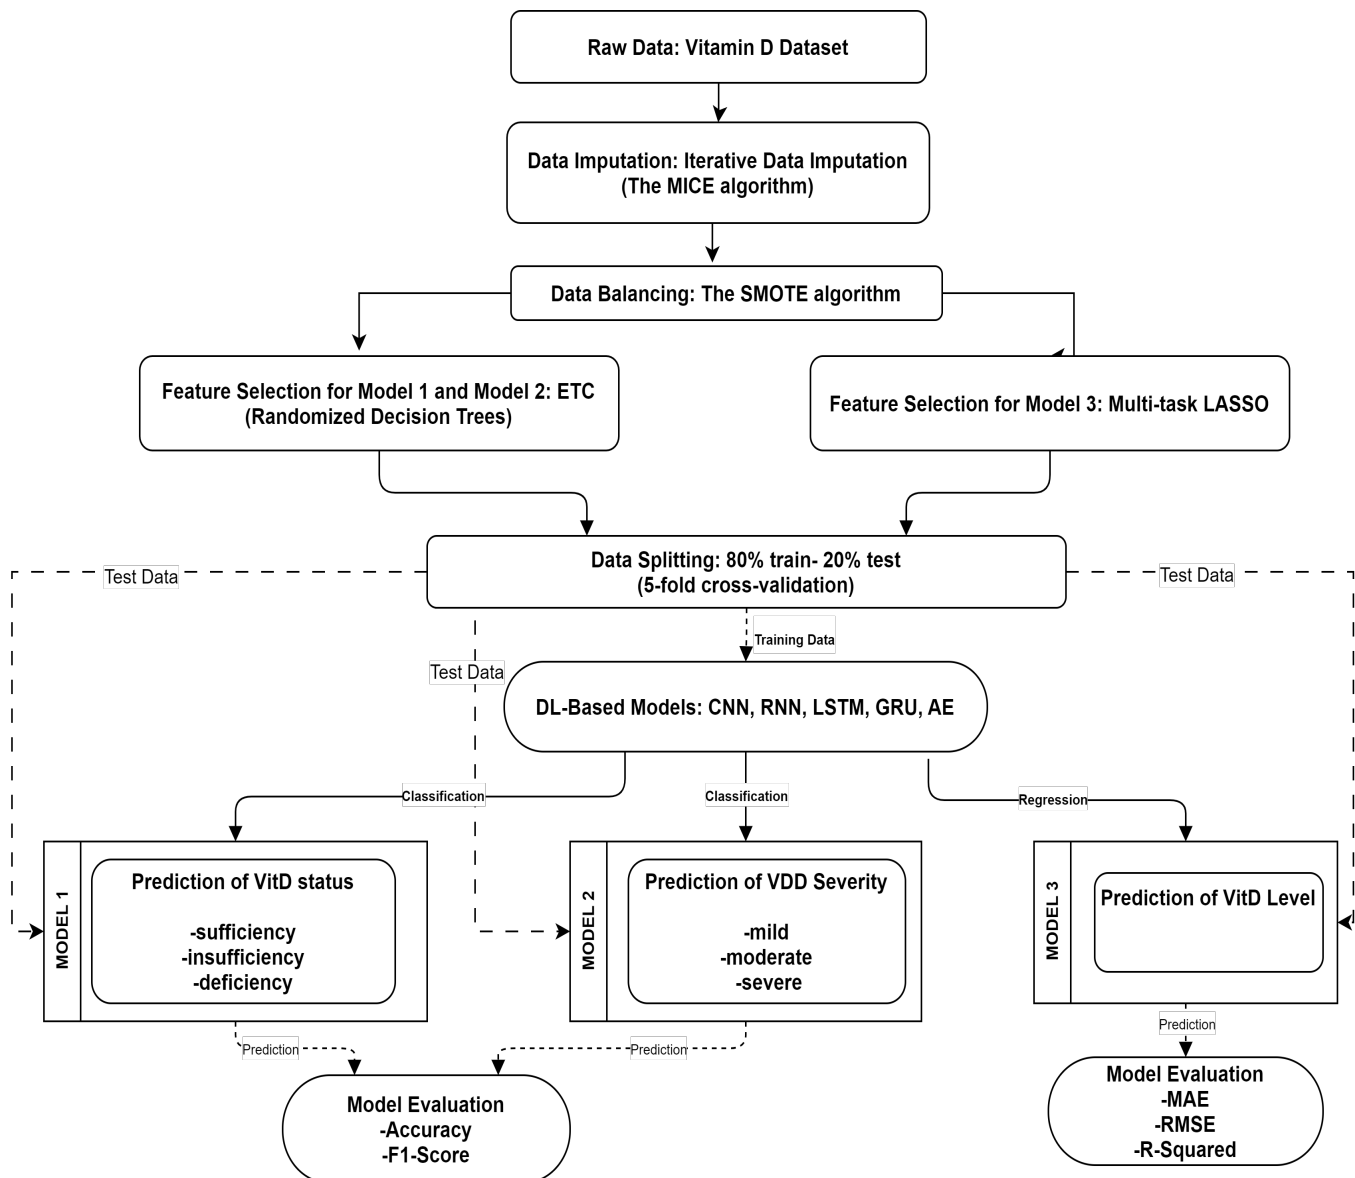 Raw Data: Vitamin D Dataset
Data Imputation: Iterative Data Imputation
(The MICE algorithm)
Data Balancing: The SMOTE algorithm
Feature Selection for Model 1 and Model 2: ETC
(Randomized Decision Trees)
Feature Selection for Model 3: Multi-task LASSO
Data Splitting: 80% train- 20% test
(5-fold cross-validation)
Test Data
Test Data
Training Data
Test Data
DL-Based Models: CNN, RNN, LSTM, GRU, AE
Classification
Classification
Regression
MODEL 1
Prediction of VitD status
-sufficiency
-insufficiency
-deficiency
MODEL 2
Prediction of VDD Severity
-mild
-moderate
-severe
MODEL 3
Prediction of VitD Level
Prediction
Prediction
Prediction
Model Evaluation
-Accuracy
-F1-Score
Model Evaluation
-MAE
-RMSE
-R-Squared